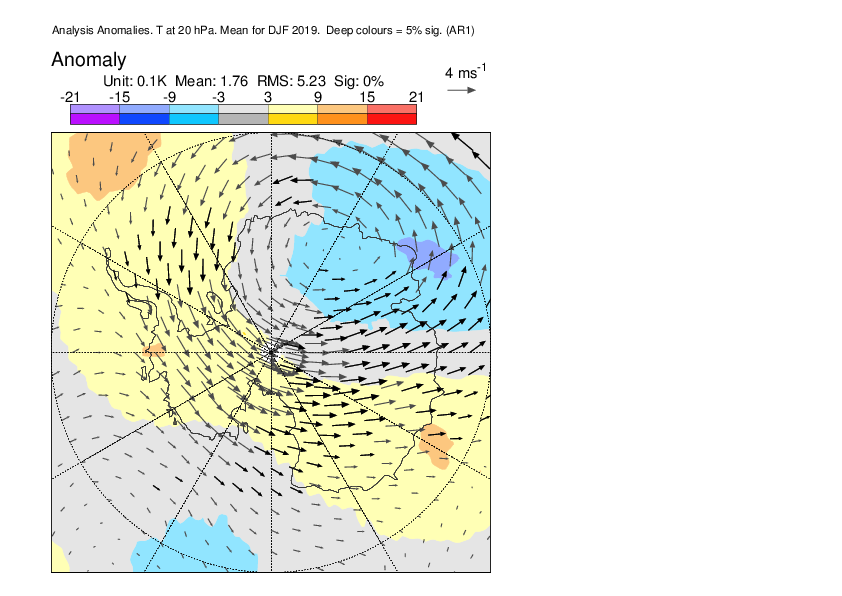 Analysis Anomalies. T at 20 hPa. Mean for DJF 2019.  Deep colours = 5% sig. (AR1)
Anomaly
4 ms-1
Unit: 0.1K  Mean: 1.76  RMS: 5.23  Sig: 0%
-21 -15 -9 -3 3 9 15 21